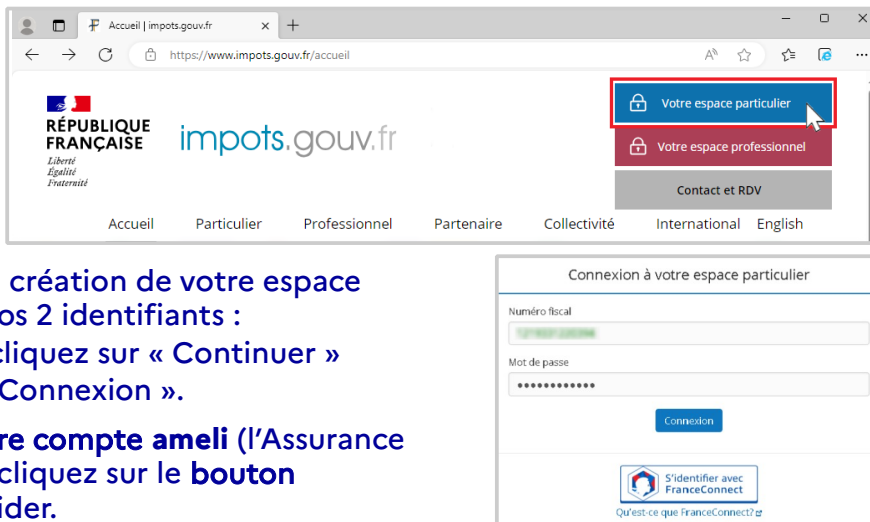 Accueil | impots.gouv.fr
https://www.impots.gouv.fr/accueil
RÉPUBLIQUE
FRANÇAISE
Liberté
Égalité
Fraternité
impots.gouv.fr
Votre espace particulier
Votre espace professionnel
Contact et RDV
Accueil Particulier Professionnel Partenaire Collectivité International English
création de votre espace
os 2 identifiants :
cliquez sur « Continuer »
Connexion ».
re compte ameli (l'Assurance
cliquez sur le bouton
ider.
Connexion à votre espace particulier
Numéro fiscal
Mot de passe
Connexion
S'identifier avec
FranceConnect
Qu'est-ce que FranceConnect?